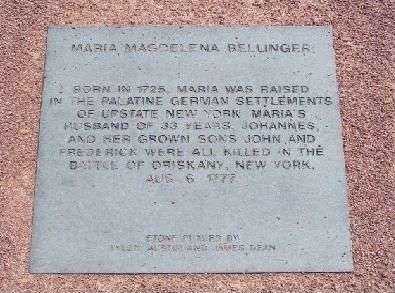 MARIA MAGDELENA BELLINGER
BORN IN 1725, MARIA WAS RAISED
IN THE PALATINE GERMAN SETTLEMENTS
OF UPSTATE NEW YORK. MARIA'S
HUSBAND OF 33 YEARS, JOHANNES,
AND HER GROWN SONS JOHN AND
FREDERICK WERE ALL KILLED IN THE
BATTLE OF ORISKANY, NEW YORK,
AUG. 6, 1777.
STONE PLACED BY
AND JAMES DEAN